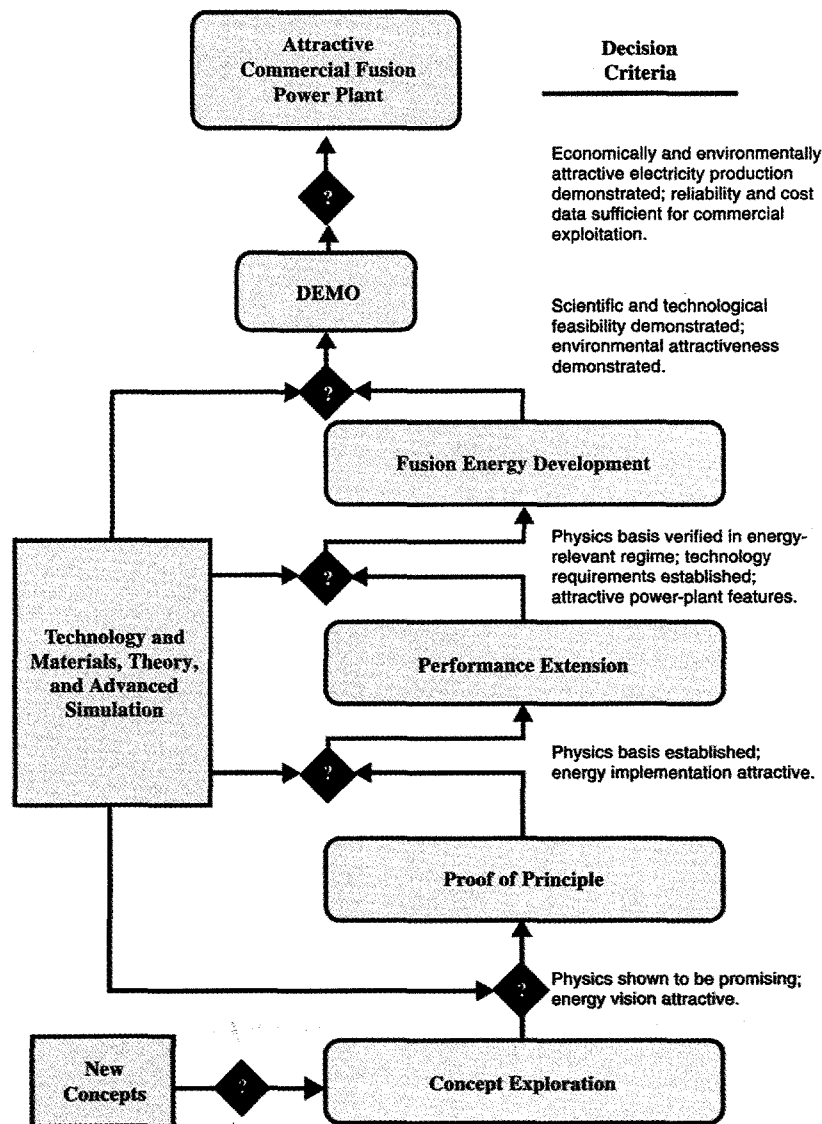 Attractive
Commercial Fusion
Power Plant
Decision
Criteria
?
Economically and environmentally
attractive electricity production
demonstrated; reliability and cost
data sufficient for commercial
exploitation.
DEMO
Scientific and technological
feasibility demonstrated;
environmental attractiveness
demonstrated.
?
Fusion Energy Development
?
Physics basis verified in energy-
relevant regime; technology
requirements established;
attractive power-plant features.
Technology and
Materials, Theory,
and Advanced
Simulation
Performance Extension
?
Physics basis established;
energy implementation attractive.
Proof of Principle
?
Physics shown to be promising;
energy vision attractive.
New
Concepts
?
Concept Exploration